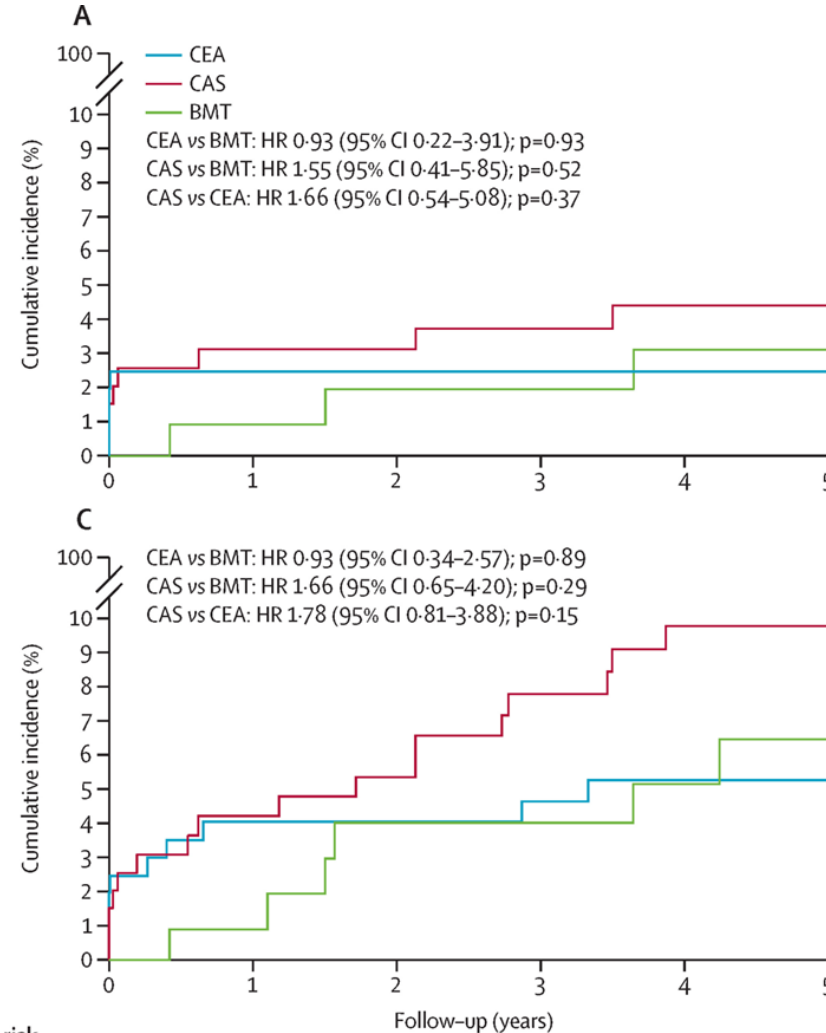 A
100
CEA
CAS
BMT
10
CEA vs BMT: HR 0·93 (95% CI 0·22–3·91); p=0·93
9
CAS vs BMT: HR 1·55 (95% CI 0·41–5·85); p=0·52
8
CAS vs CEA: HR 1·66 (95% CI 0·54–5·08); p=0·37
7
6
5
4
3
2
1
0
Cumulative incidence (%)
0 1 2 3 4
C
100
CEA vs BMT: HR 0·93 (95% CI 0·34–2·57); p=0·89
CAS vs BMT: HR 1·66 (95% CI 0·65–4·20); p=0·29
CAS vs CEA: HR 1·78 (95% CI 0·81–3·88); p=0·15
10
9
8
7
6
5
4
3
2
1
0
Cumulative incidence (%)
0 1 2 3 4
Follow-up (years)